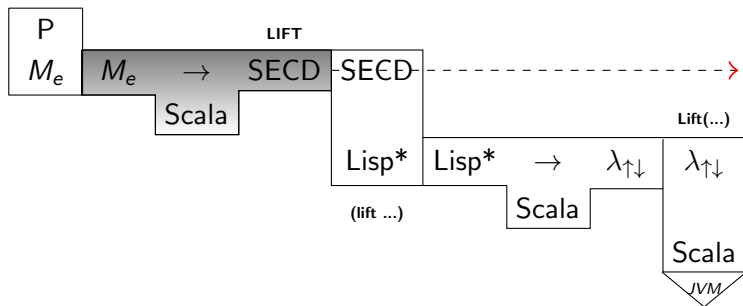 P
LIFT
M_e M_e → SECD SECD
Scala
Lift(...)
Lisp* Lisp* → λ↑↓ λ↑↓
(lift ...)
Scala
Scala
JVM